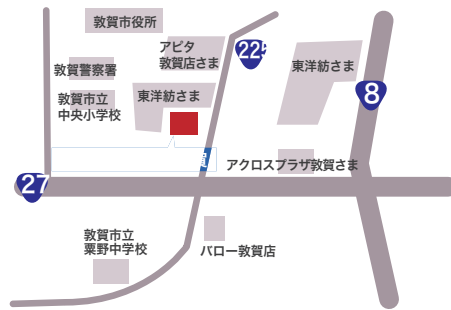 敦賀市役所
アピタ
敦賀店さま
225
東洋紡さま
敦賀警察署
東洋紡さま
8
敦賀市立
中央小学校
アクロスプラザ敦賀さま
27
敦賀市立
粟野中学校
バロー敦賀店